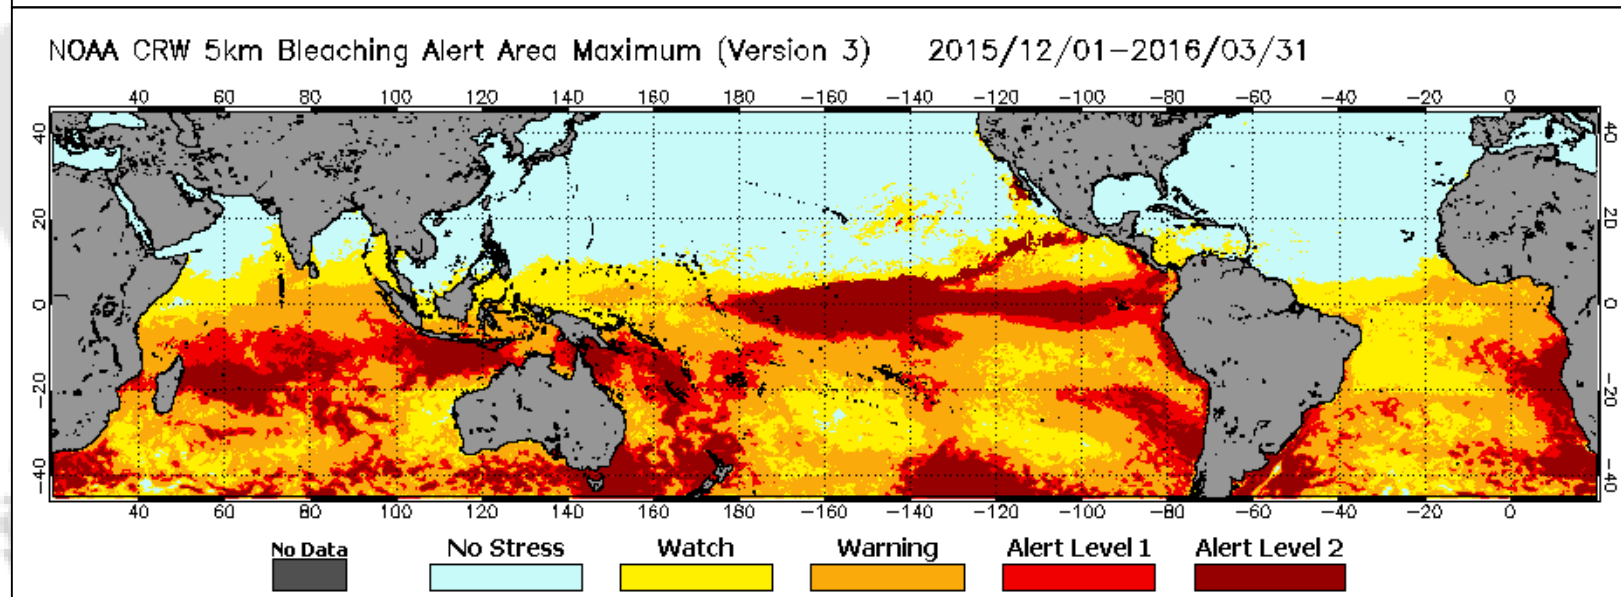 NOAA CRW 5km Bleaching Alert Area Maximum (Version 3) 2015/12/01-2016/03/31
40 60 80 100 120 140 160 180 -160 -140 -120 -100 -80 -60 -40 -20 0
40 40
20 20
0 0
-20 -20
-40 -40
40 60 80 100 120 140 160 180 -160 -140 -120 -100 -80 -60 -40 -20 0
No Data No Stress Watch Warning Alert Level 1 Alert Level 2